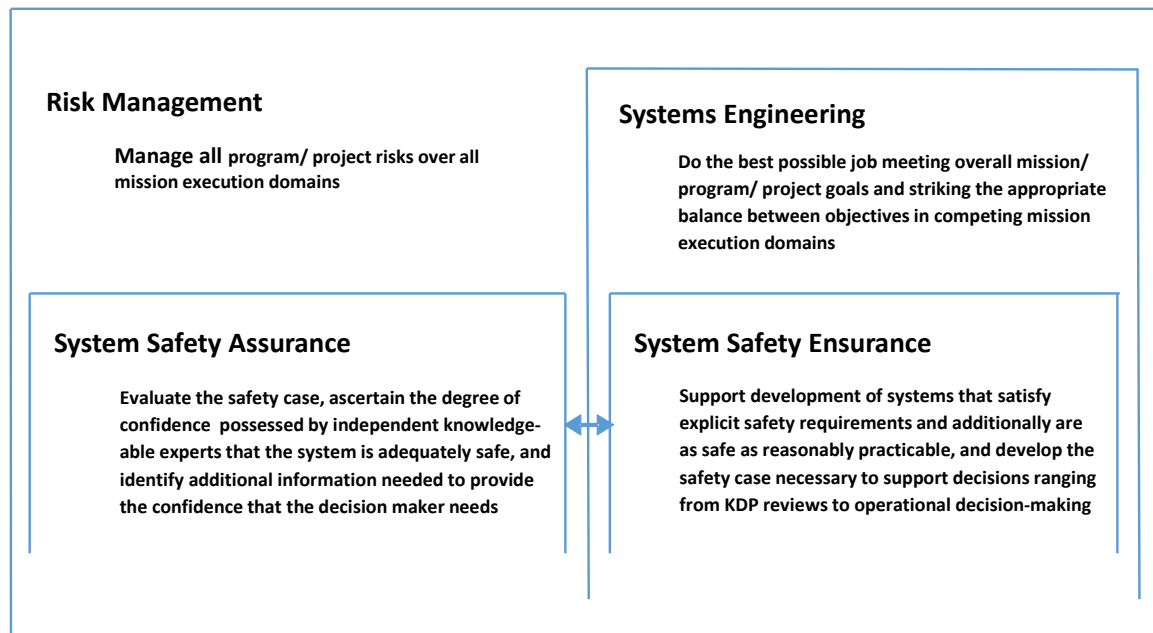 Risk Management
Manage all program/ project risks over all
mission execution domains
Systems Engineering
Do the best possible job meeting overall mission/
program/ project goals and striking the appropriate
balance between objectives in competing mission
execution domains
System Safety Assurance
Evaluate the safety case, ascertain the degree of
confidence possessed by independent knowledge-
able experts that the system is adequately safe, and
identify additional information needed to provide
the confidence that the decision maker needs
System Safety Ensurance
Support development of systems that satisfy
explicit safety requirements and additionally are
as safe as reasonably practicable, and develop the
safety case necessary to support decisions ranging
from KDP reviews to operational decision-making